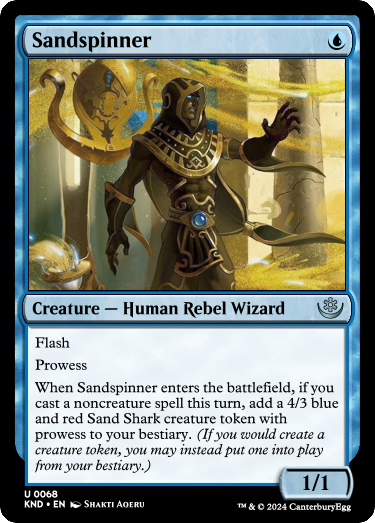 Sandspinner
Creature — Human Rebel Wizard
Flash
Prowess
When Sandspinner enters the battlefield, if you
cast a noncreature spell this turn, add a 4/3 blue
and red Sand Shark creature token with
prowess to your bestiary. (If you would create a
creature token, you may instead put one into play
from your bestiary.)
1/1
U 0068
KND • EN Shakti Aoeru
™ & © 2024 CanterburyEgg